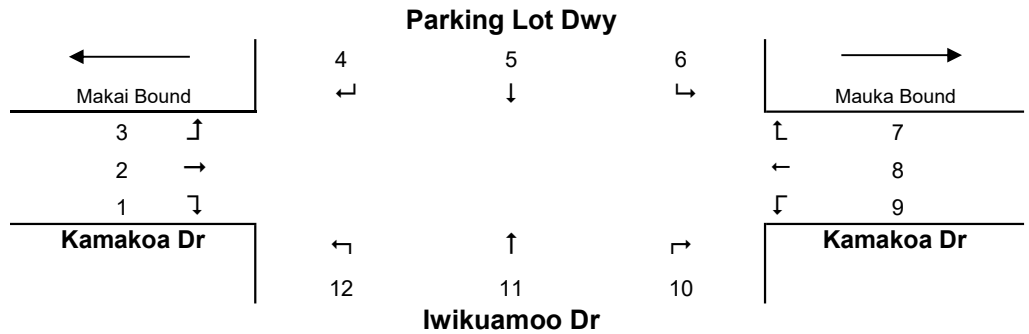 Parking Lot Dwy
4 5 6
Makai Bound Mauka Bound
3 7
2 8
1 9
Kamakoa Dr Kamakoa Dr
12 11 10
Iwikuamoo Dr